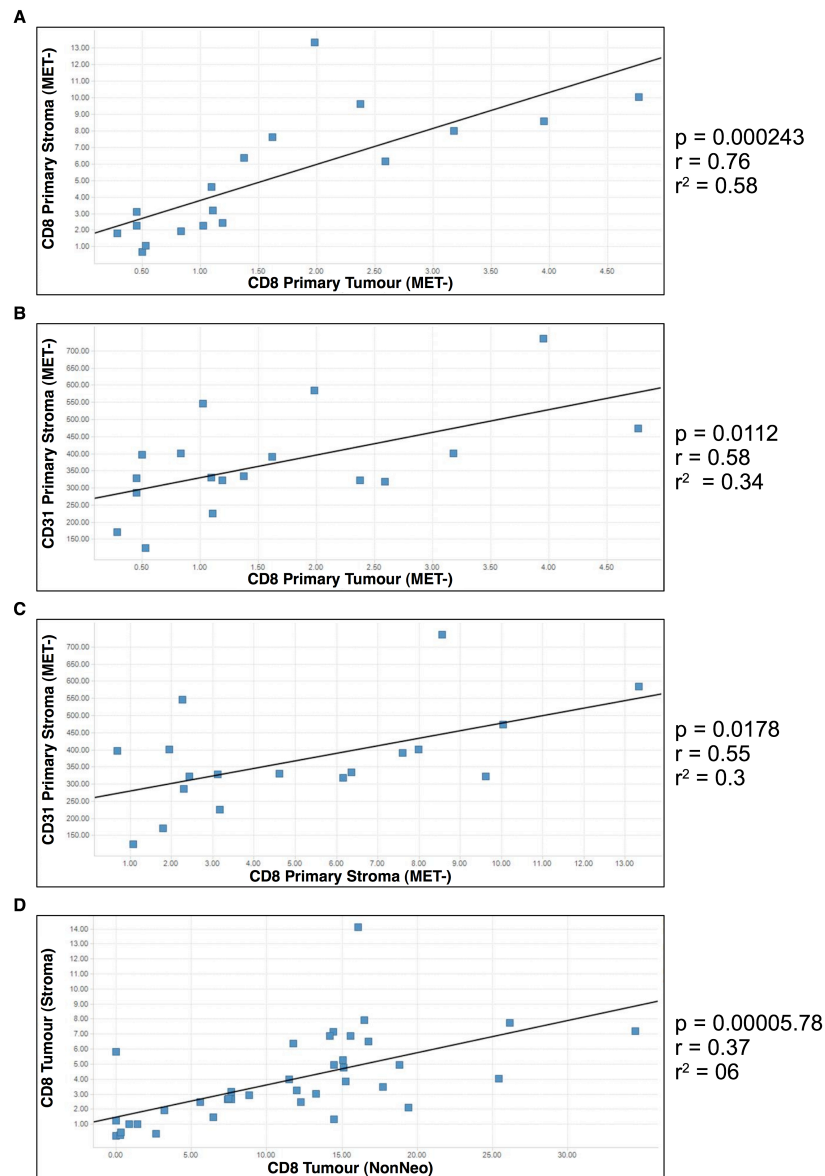 A
CD8 Primary Stroma (MET-)
13.00
12.00
11.00
10.00
9.00
8.00
7.00
6.00
5.00
4.00
3.00
2.00
1.00
0.50 1.00 1.50 2.00 2.50 3.00 3.50 4.00 4.50
CD8 Primary Tumour (MET-)
p = 0.000243
r = 0.76
r² = 0.58
B
CD31 Primary Stroma (MET-)
700.00
650.00
600.00
550.00
500.00
450.00
400.00
350.00
300.00
250.00
200.00
150.00
0.50 1.00 1.50 2.00 2.50 3.00 3.50 4.00 4.50
CD8 Primary Tumour (MET-)
p = 0.0112
r = 0.58
r² = 0.34
C
CD31 Primary Stroma (MET-)
700.00
650.00
600.00
550.00
500.00
450.00
400.00
350.00
300.00
250.00
200.00
150.00
1.00 2.00 3.00 4.00 5.00 6.00 7.00 8.00 9.00 10.00 11.00 12.00 13.00
CD8 Primary Stroma (MET-)
p = 0.0178
r = 0.55
r² = 0.3
D
CD8 Tumour (Stroma)
14.00
13.00
12.00
11.00
10.00
9.00
8.00
7.00
6.00
5.00
4.00
3.00
2.00
1.00
0.00 5.00 10.00 15.00 20.00 25.00 30.00
CD8 Tumour (NonNeo)
p = 0.00005.78
r = 0.37
r² = 06